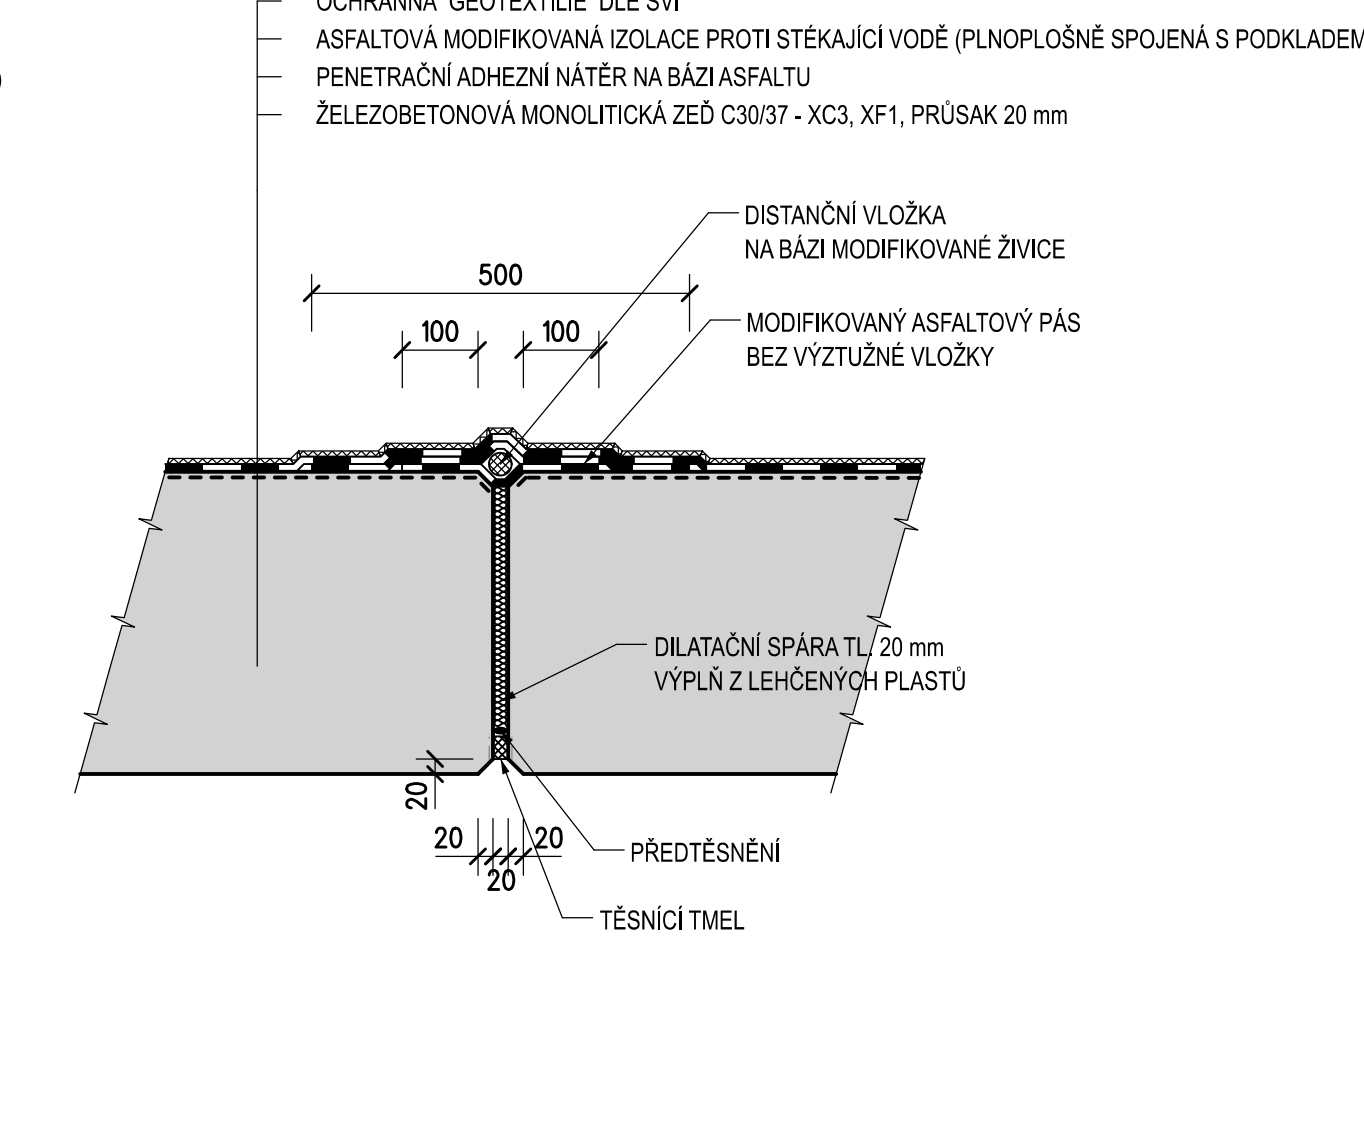 OCHRANNÁ GEOTEXTILIE DLE SVI
ASFALTOVÁ MODIFIKOVANÁ IZOLACE PROTI STÉKAJÍCÍ VODĚ (PLNOPLOŠNĚ SPOJENÁ S PODKLADEM
)
PENETRAČNÍ ADHEZNÍ NÁTĚR NA BÁZI ASFALTU
ŽELEZOBETONOVÁ MONOLITICKÁ ZEĎ C30/37 - XC3, XF1, PRŮSAK 20 mm
DISTANČNÍ VLOŽKA
NA BÁZI MODIFIKOVANÉ ŽIVICE
500
100
100
MODIFIKOVANÝ ASFALTOVÝ PÁS
BEZ VÝZTUŽNÉ VLOŽKY
DILATAČNÍ SPÁRA TL. 20 mm
VÝPLŇ Z LEHČENÝCH PLASTŮ
20
20
20
20
PŘEDTĚSNĚNÍ
TĚSNÍCÍ TMEL